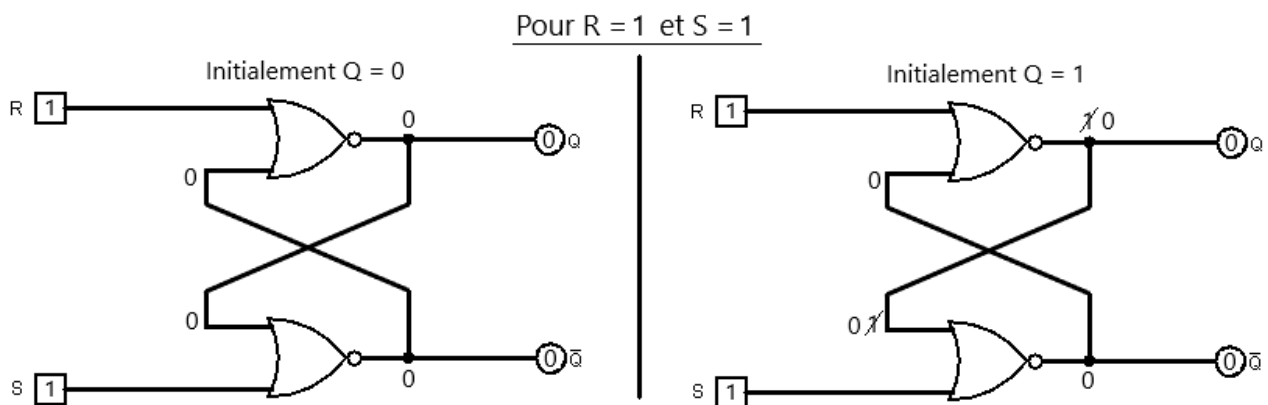 Pour R = 1 et S = 1
Initialement Q = 0
R 1
0
0 Q
0
0
S 1
0
0 Q̅
Initialement Q = 1
R 1
1 0
0 Q
0
0 1
S 1
0
0 Q̅